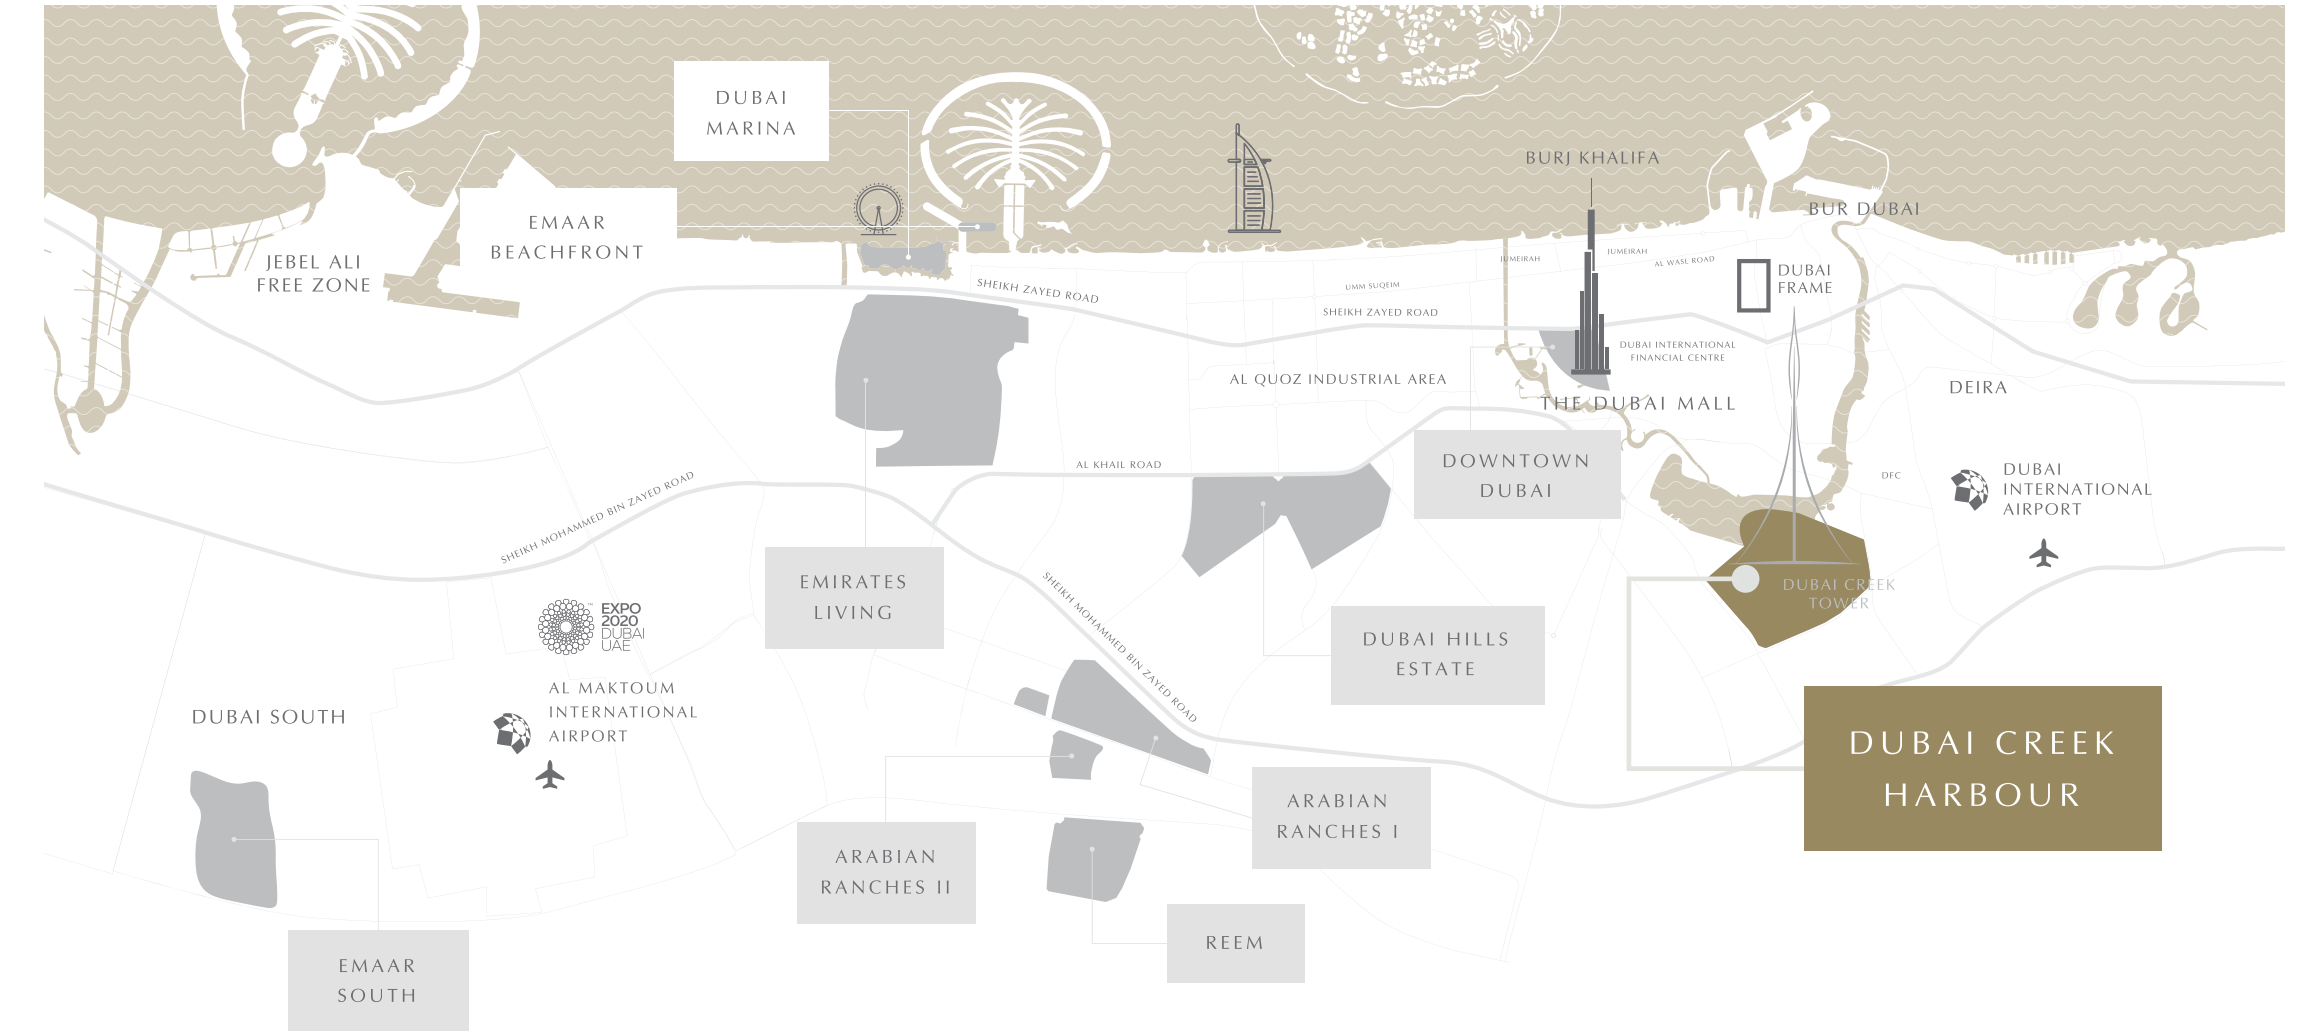 DUBAI
MARINA
EMAAR
BEACHFRONT
JEBEL ALI
FREE ZONE
BURJ KHALIFA
BUR DUBAI
JUMEIRAH
JUMEIRAH
AL WASL ROAD
DUBAI
FRAME
SHEIKH ZAYED ROAD
UMM SUQEIM
SHEIKH ZAYED ROAD
DUBAI INTERNATIONAL
FINANCIAL CENTRE
AL QUOZ INDUSTRIAL AREA
THE DUBAI MALL
DEIRA
AL KHAIL ROAD
DOWNTOWN
DUBAI
DFC
DUBAI
INTERNATIONAL
AIRPORT
SHEIKH MOHAMMED BIN ZAYED ROAD
EMIRATES
LIVING
SHEIKH MOHAMMED BIN ZAYED ROAD
DUBAI CREEK
TOWER
EXPO
2020
DUBAI
UAE
™
DUBAI HILLS
ESTATE
AL MAKTOUM
INTERNATIONAL
AIRPORT
DUBAI SOUTH
DUBAI CREEK
HARBOUR
ARABIAN
RANCHES I
ARABIAN
RANCHES II
REEM
EMAAR
SOUTH